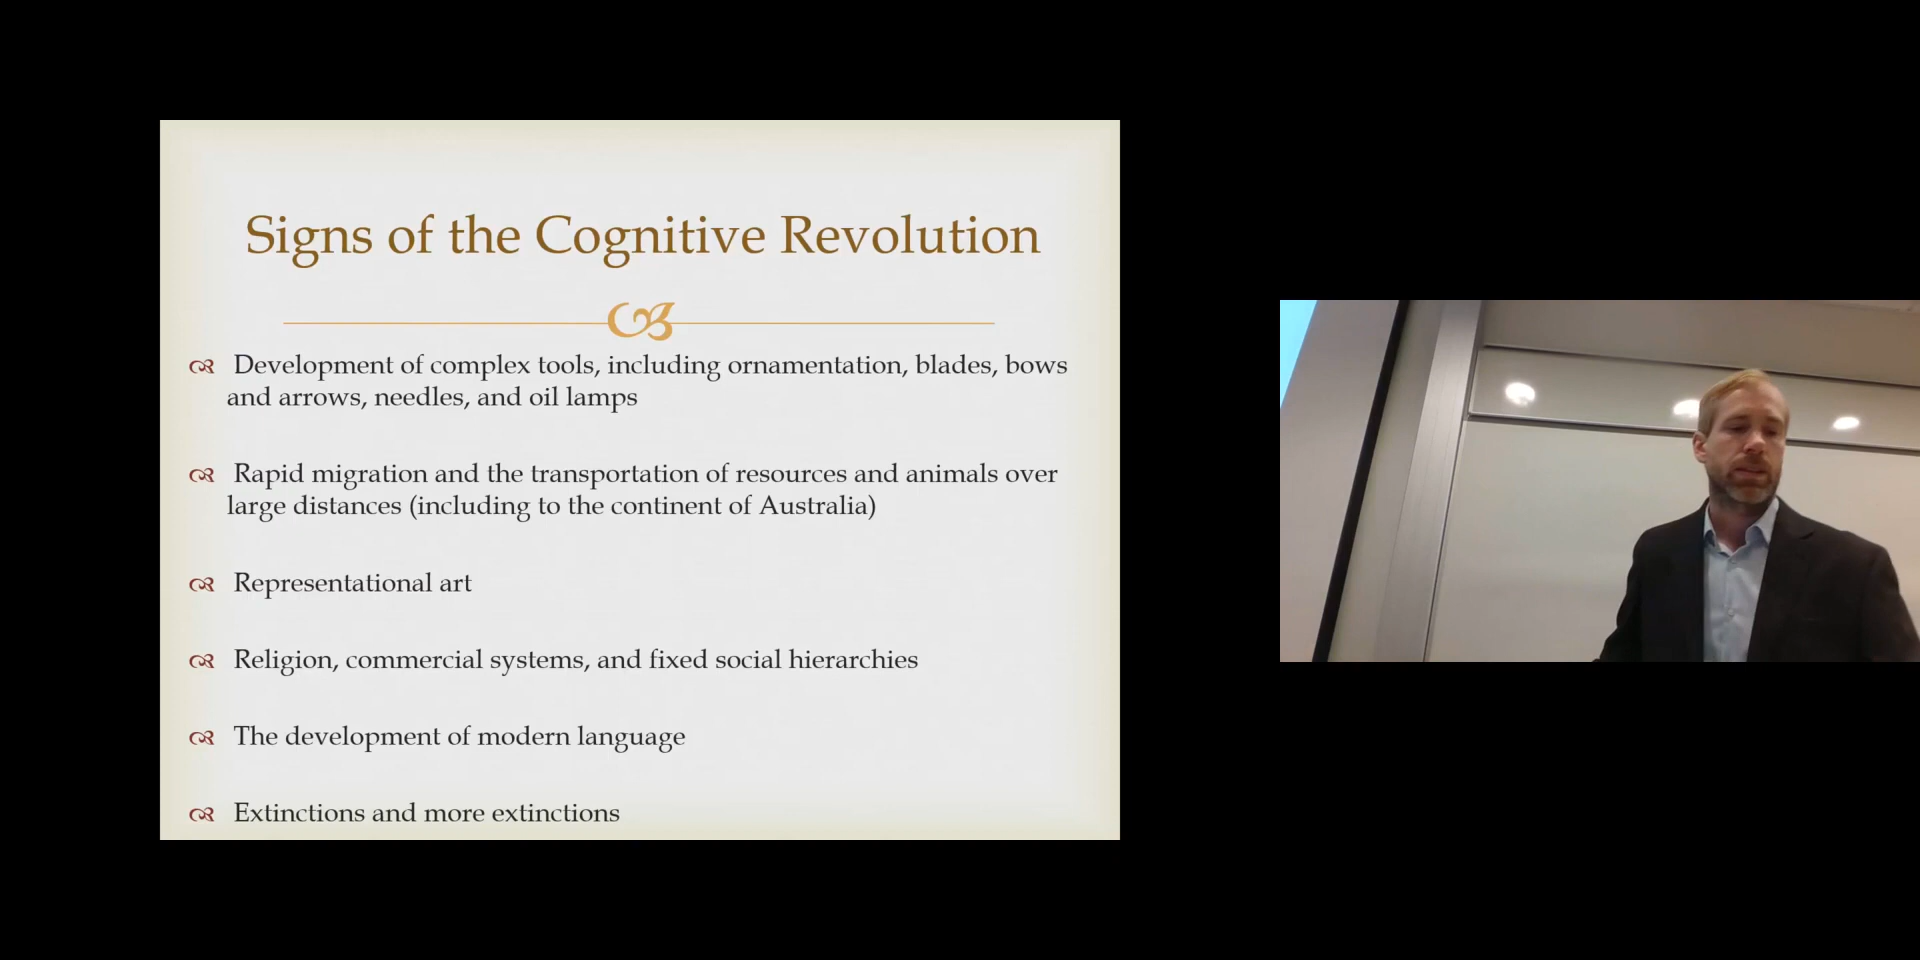 Signs of the Cognitive Revolution
Development of complex tools, including ornamentation, blades, bows
and arrows, needles, and oil lamps
Rapid migration and the transportation of resources and animals over
large distances (including to the continent of Australia)
Representational art
Religion, commercial systems, and fixed social hierarchies
The development of modern language
Extinctions and more extinctions